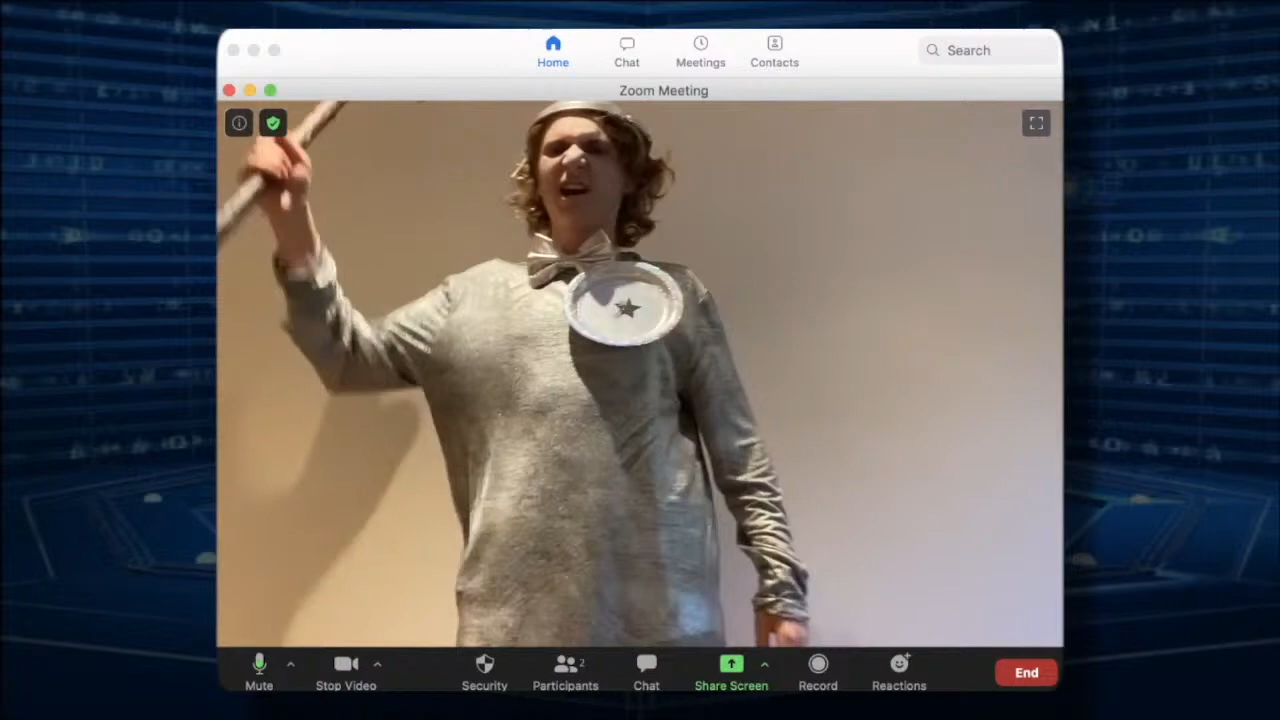 Home
Chat
Meetings
Contacts
Search
Zoom Meeting
Mute
Stop Video
Security
Participants
2
Chat
Share Screen
Record
Reactions
End